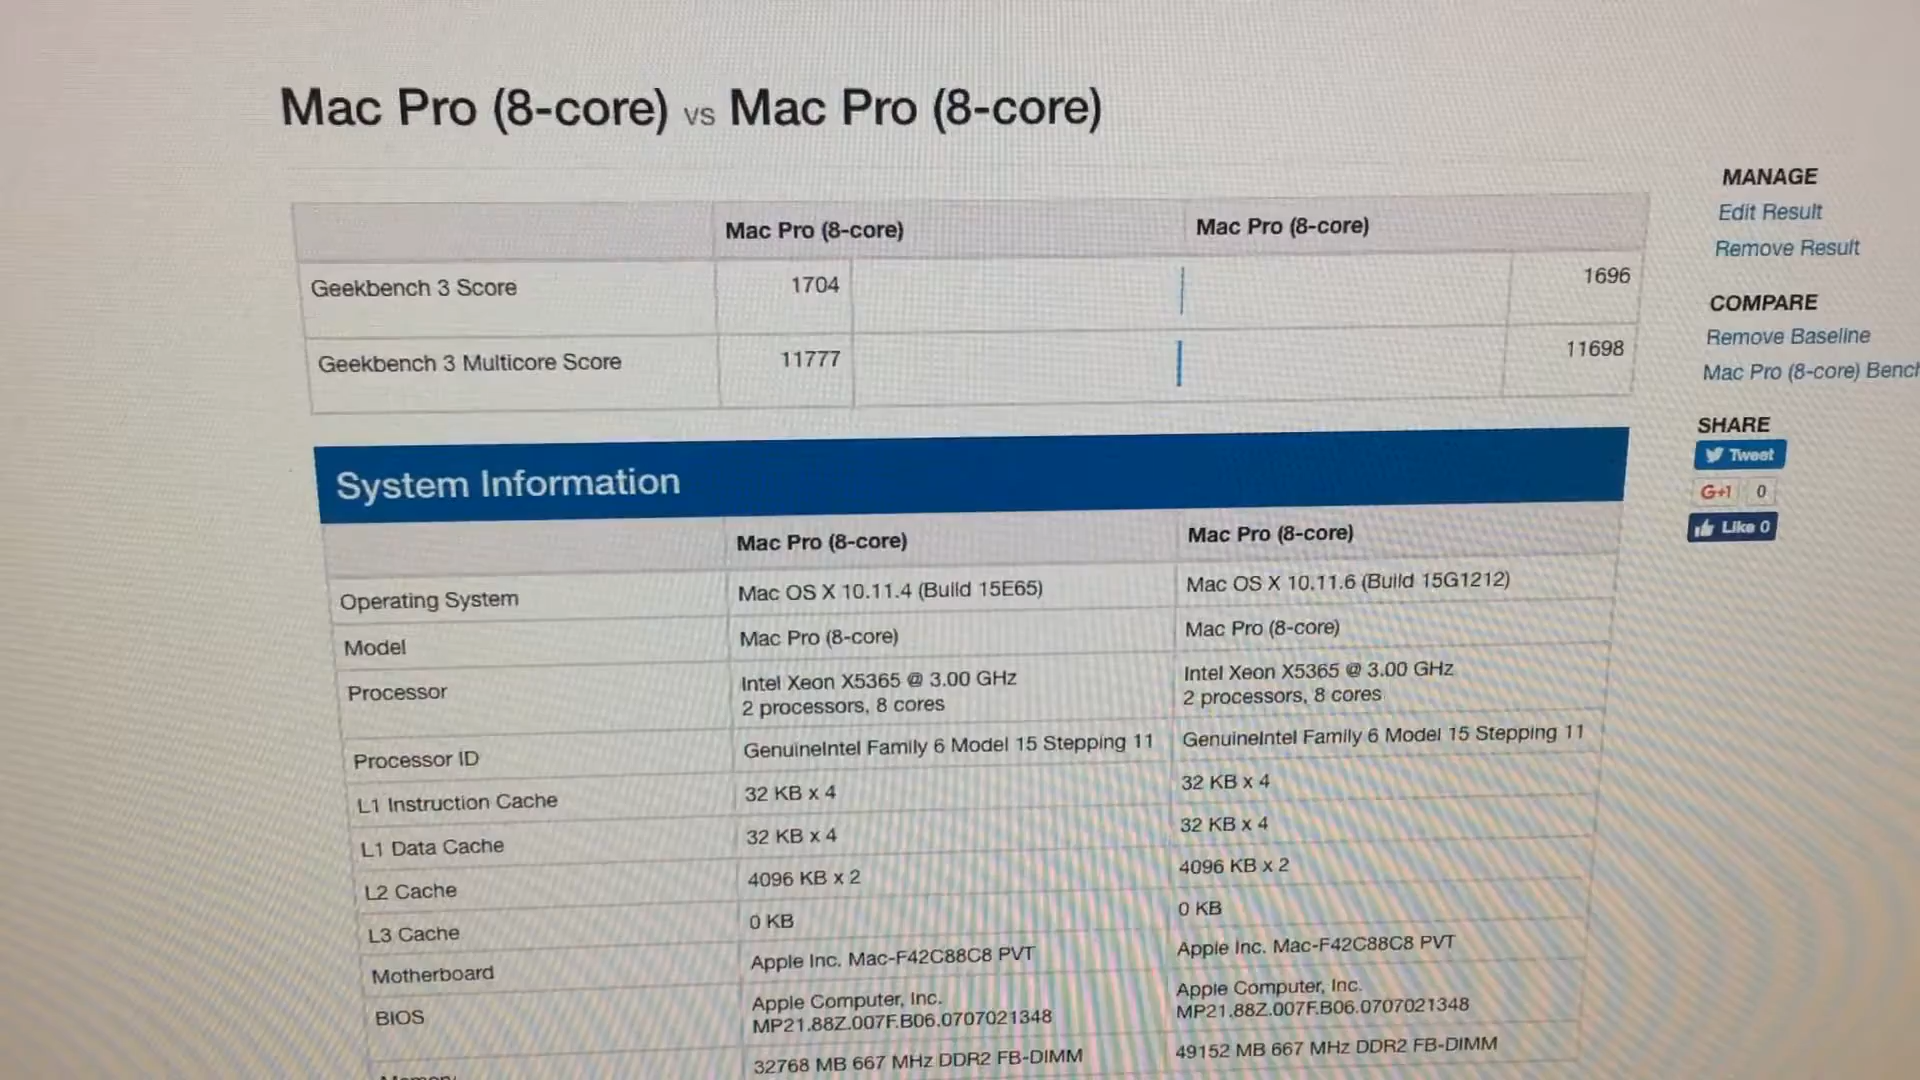 Mac Pro (8-core) vs Mac Pro (8-core)
Mac Pro (8-core) Mac Pro (8-core)
Geekbench 3 Score 1704 1696
Geekbench 3 Multicore Score 11777 11698
System Information
Mac Pro (8-core) Mac Pro (8-core)
Operating System Mac OS X 10.11.4 (Build 15E65) Mac OS X 10.11.6 (Build 15G1212)
Model Mac Pro (8-core) Mac Pro (8-core)
Processor Intel Xeon X5365 @ 3.00 GHz Intel Xeon X5365 @ 3.00 GHz
2 processors, 8 cores 2 processors, 8 cores
Processor ID GenuineIntel Family 6 Model 15 Stepping 11 GenuineIntel Family 6 Model 15 Stepping 11
L1 Instruction Cache 32 KB x 4 32 KB x 4
L1 Data Cache 32 KB x 4 32 KB x 4
L2 Cache 4096 KB x 2 4096 KB x 2
L3 Cache 0 KB 0 KB
Motherboard Apple Inc. Mac-F42C88C8 PVT Apple Inc. Mac-F42C88C8 PVT
BIOS Apple Computer, Inc. Apple Computer, Inc.
MP21.88Z.007F.B06.0707021348 MP21.88Z.007F.B06.0707021348
Memory 32768 MB 667 MHz DDR2 FB-DIMM 49152 MB 667 MHz DDR2 FB-DIMM
MANAGE
Edit Result
Remove Result
COMPARE
Remove Baseline
Mac Pro (8-core) Bench
SHARE
Tweet
G+1 0
Like 0